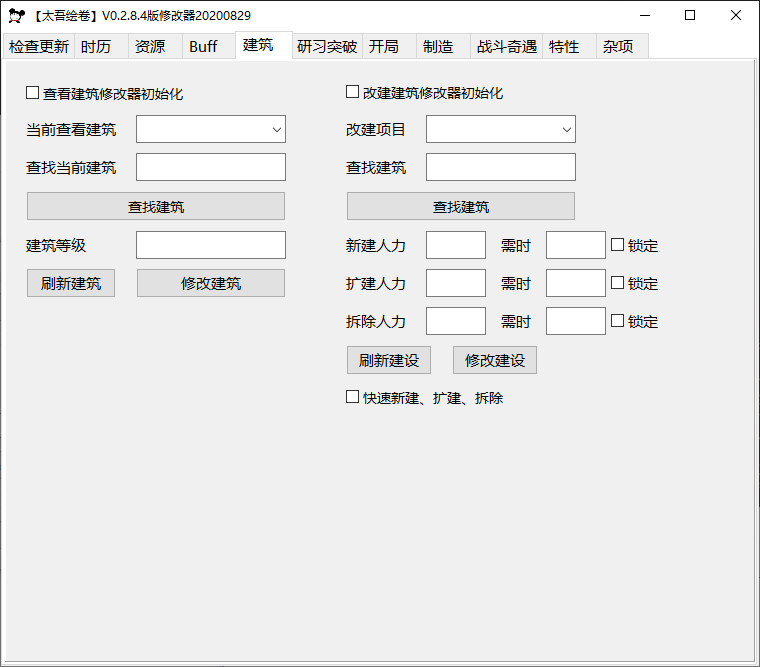 【太吾绘卷】V0.2.8.4版修改器20200829
检查更新 时历 资源 Buff 建筑 研习突破 开局 制造 战斗奇遇 特性 杂项
查看建筑修改器初始化 改建建筑修改器初始化
当前查看建筑 改建项目
查找当前建筑 查找建筑
查找建筑 查找建筑
建筑等级 新建人力 需时 锁定
刷新建筑 修改建筑 扩建人力 需时 锁定
拆除人力 需时 锁定
刷新建设 修改建设
快速新建、扩建、拆除